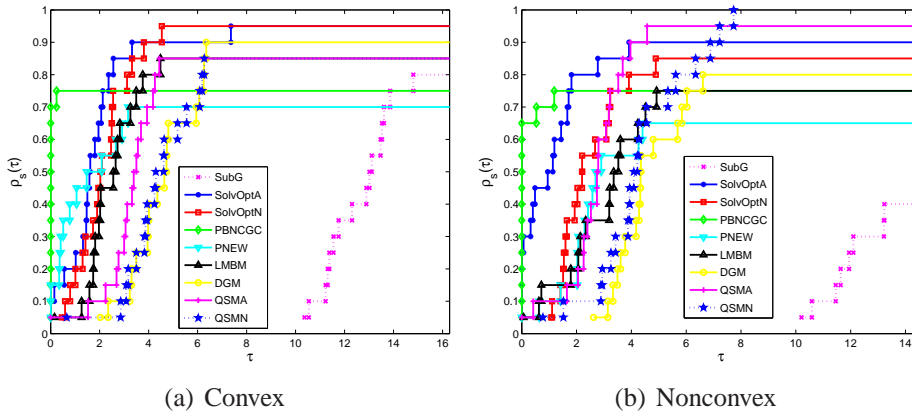 1
0.9
0.8
0.7
0.6
0.5
0.4
0.3
0.2
0.1
0
ρs(τ)
0 2 4 6 8 10 12 14 16
τ
SubG
SolvOptA
SolvOptN
PBNCGC
PNEW
LMBM
DGM
QSMA
QSMN
(a) Convex
1
0.9
0.8
0.7
0.6
0.5
0.4
0.3
0.2
0.1
0
ρs(τ)
0 2 4 6 8 10 12 14
τ
SubG
SolvOptA
SolvOptN
PBNCGC
PNEW
LMBM
DGM
QSMA
QSMN
(b) Nonconvex